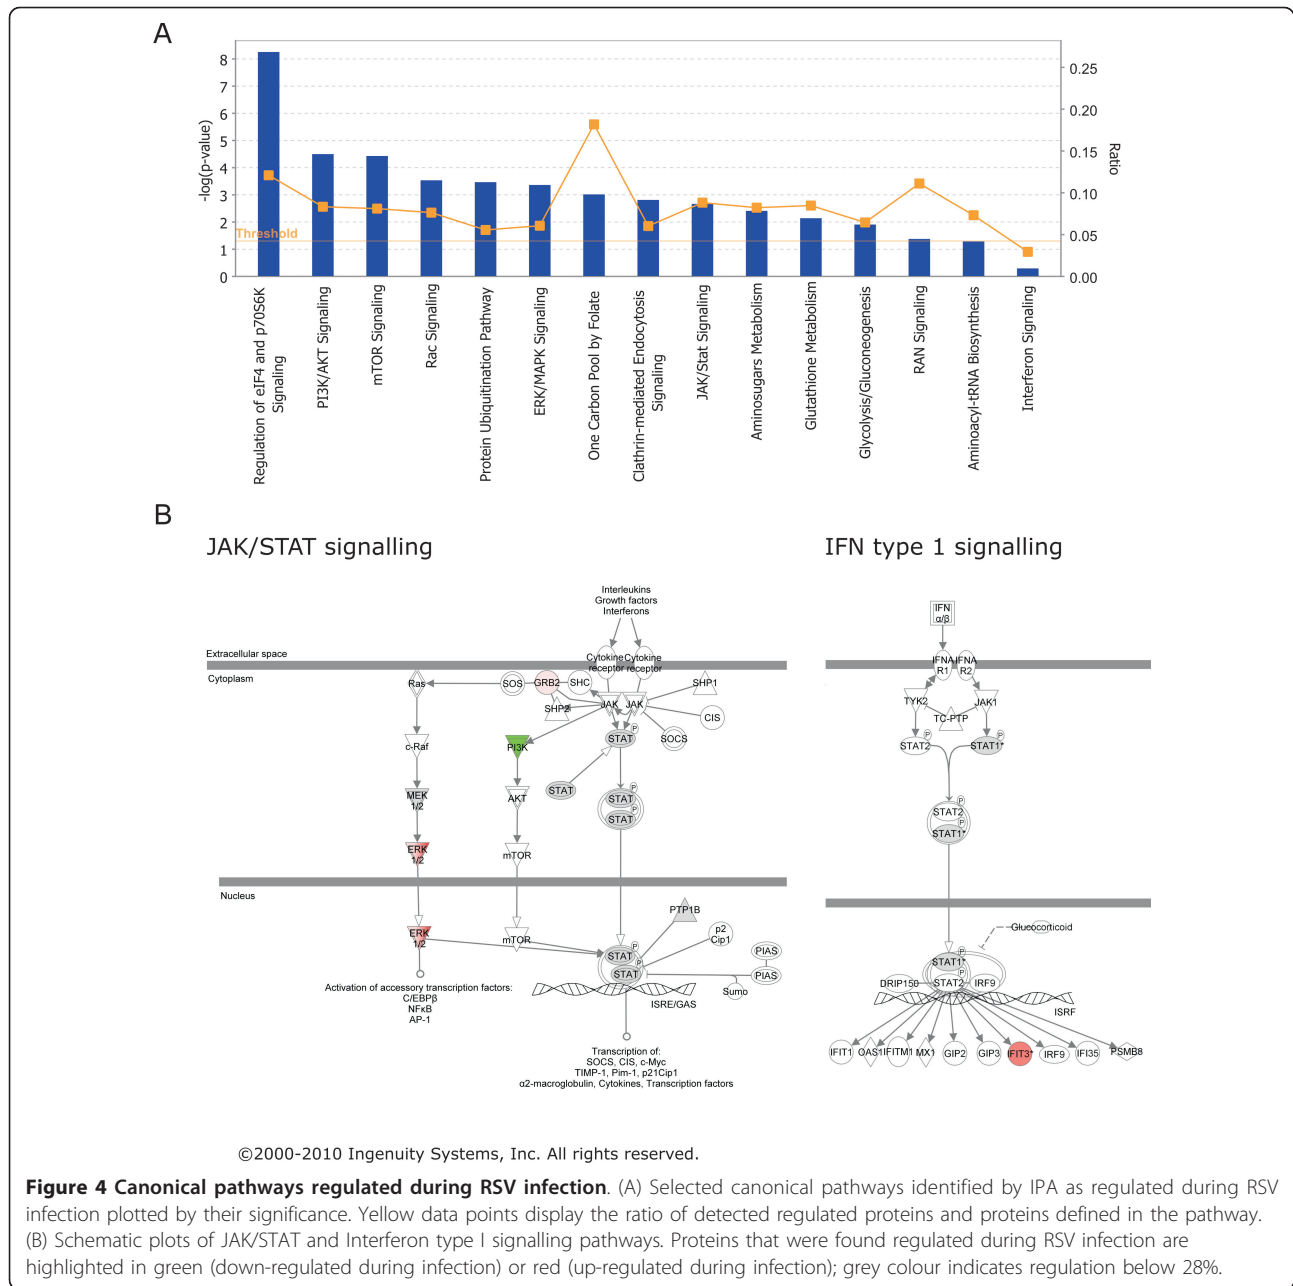 A
-log(p-value)
8
7
6
5
4
3
2
1
0
Threshold
0.25
0.20
0.15
0.10
0.05
0.00
Ratio
Regulation of eIF4 and p70S6K
Signaling
PI3K/AKT Signaling
mTOR Signaling
Rac Signaling
Protein Ubiquitination Pathway
ERK/MAPK Signaling
One Carbon Pool by Folate
Clathrin-mediated Endocytosis
Signaling
JAK/Stat Signaling
Aminosugars Metabolism
Glutathione Metabolism
Glycolysis/Gluconeogenesis
RAN Signaling
Aminoacyl-tRNA Biosynthesis
Interferon Signaling
B
JAK/STAT signalling
Interleukins
Growth factors
Interferons
Extracellular space
Cytoplasm
Cytokine
receptor
Cytokine
receptor
Ras
SOS
GRB2
SHC
SHP2
JAK
JAK
SHP1
CIS
SOCS
c-Raf
PI3K
STAT
P
MEK
1/2
AKT
STAT
STAT
P
STAT
P
ERK
1/2
mTOR
Nucleus
PTP1B
p2
Cip1
ERK
1/2
mTOR
STAT
P
STAT
P
PIAS
PIAS
Sumo
ISRE/GAS
Activation of accessory transcription factors:
C/EBPβ
NFκB
AP-1
Transcription of:
SOCS, CIS, c-Myc
TIMP-1, Pim-1, p21Cip1
α2-macroglobulin, Cytokines, Transcription factors
IFN type 1 signalling
IFN
α/β
IFNA
R1
IFNA
R2
TYK2
JAK1
TC-PTP
STAT2
P
STAT1*
P
STAT2
P
STAT1*
P
Glucocorticoid
STAT1*
P
DRIP150
STAT2
P
IRF9
ISRF
IFIT1
OAS1
IFITM1
MX1
GIP2
GIP3
IFIT3*
IRF9
IFI35
PSMB8
©2000-2010 Ingenuity Systems, Inc. All rights reserved.
Figure 4 Canonical pathways regulated during RSV infection. (A) Selected canonical pathways identified by IPA as regulated during RSV
infection plotted by their significance. Yellow data points display the ratio of detected regulated proteins and proteins defined in the pathway.
(B) Schematic plots of JAK/STAT and Interferon type I signalling pathways. Proteins that were found regulated during RSV infection are
highlighted in green (down-regulated during infection) or red (up-regulated during infection); grey colour indicates regulation below 28%.